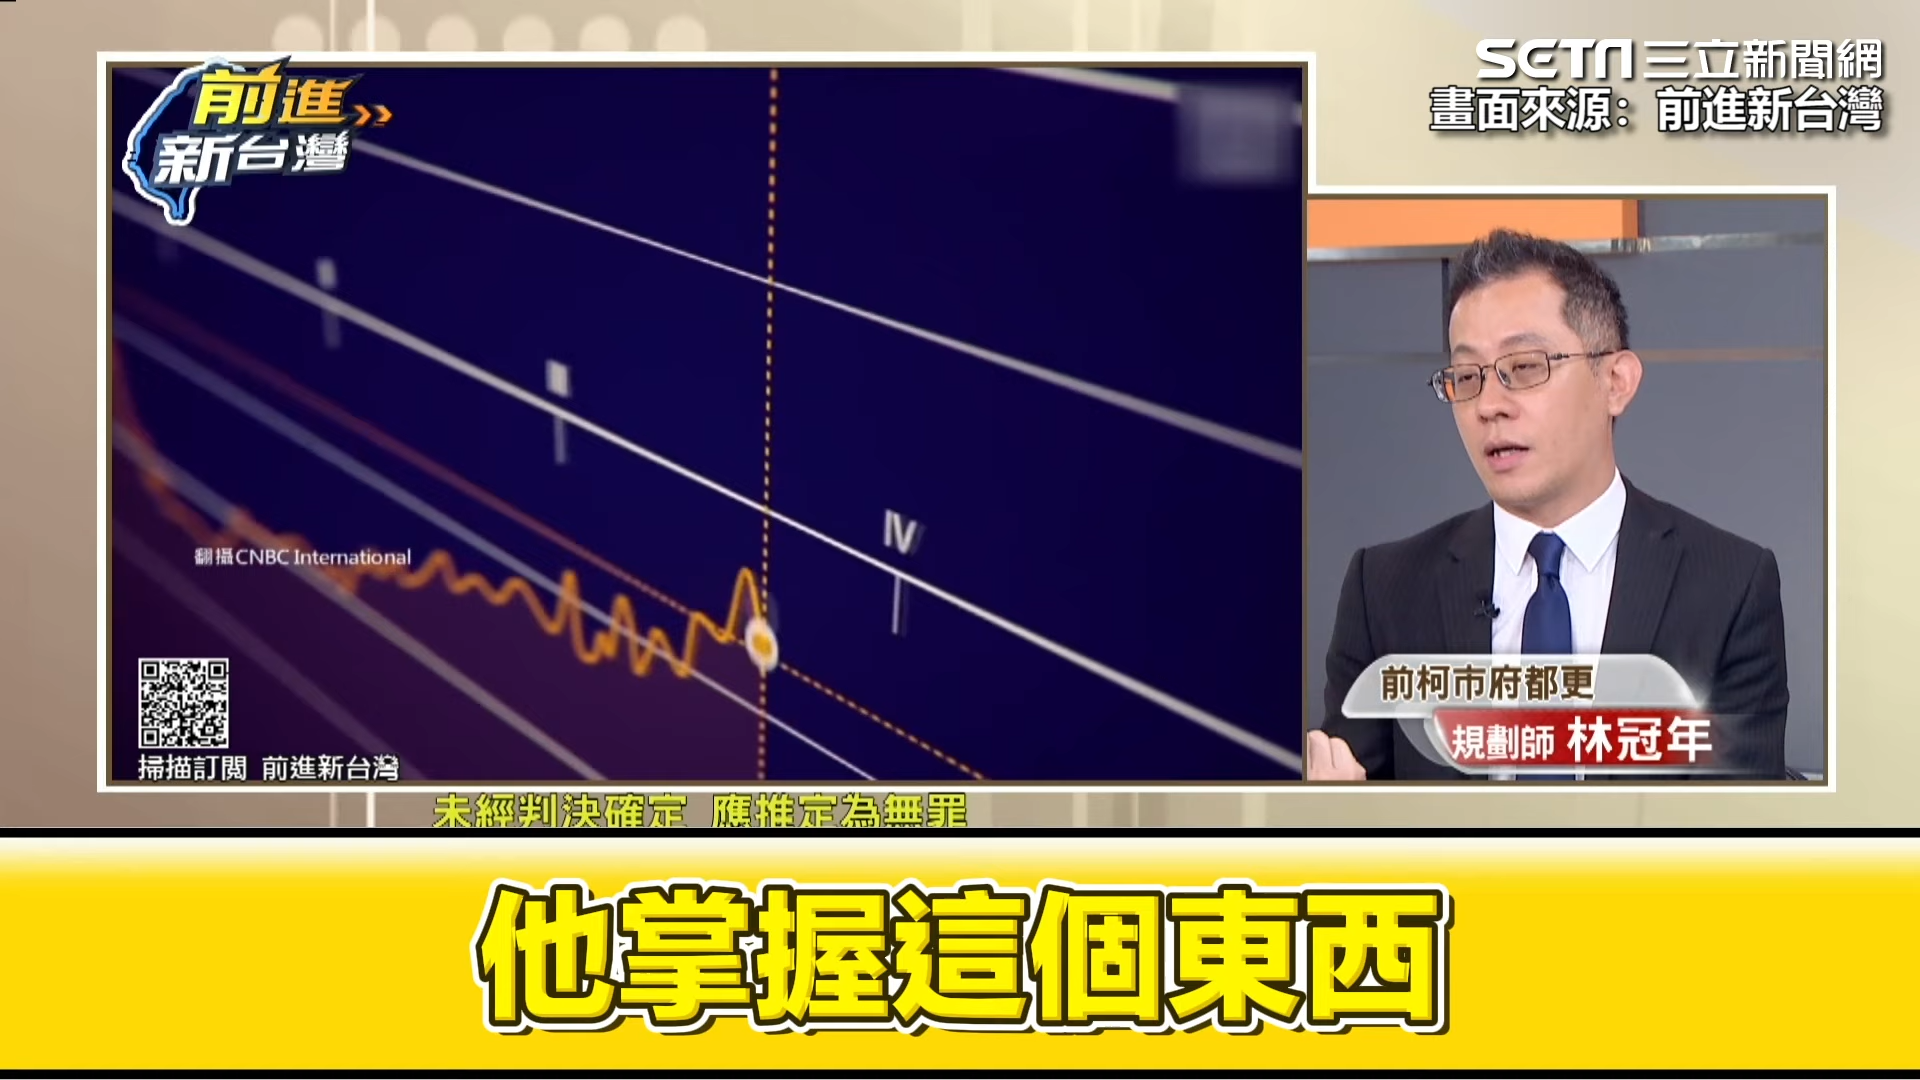 SETN三立新聞網
畫面來源：前進新台灣
前進
新台灣
IV
翻攝CNBC International
掃描訂閱 前進新台灣
前柯市府都更
規劃師 林冠年
未經判決確定 應推定為無罪
他掌握這個東西